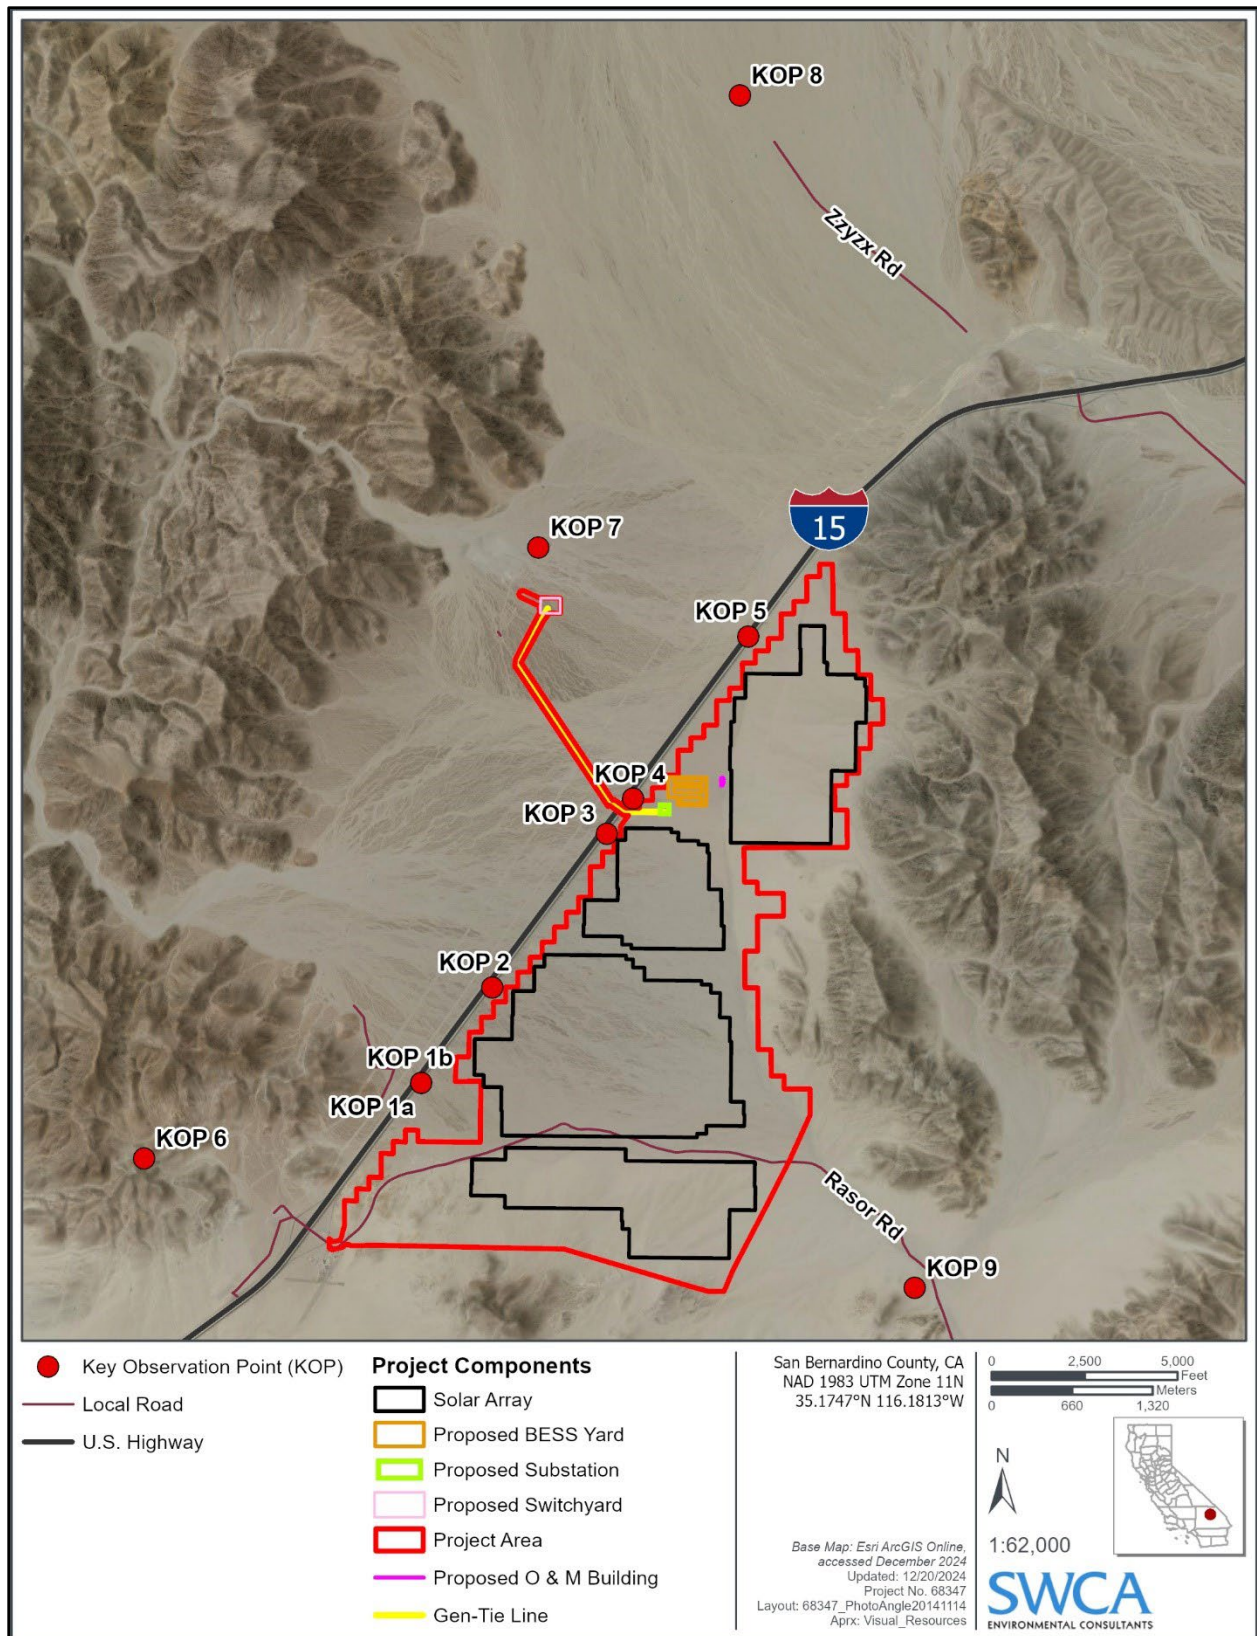 KOP 8
Zzyzx Rd
15
KOP 7
KOP 5
KOP 4
KOP 3
KOP 2
KOP 1b
KOP 1a
KOP 6
Rasor Rd
KOP 9
Key Observation Point (KOP)
Local Road
U.S. Highway
Project Components
Solar Array
Proposed BESS Yard
Proposed Substation
Proposed Switchyard
Project Area
Proposed O & M Building
Gen-Tie Line
San Bernardino County, CA
NAD 1983 UTM Zone 11N
35.1747°N 116.1813°W
Base Map: Esri ArcGIS Online,
accessed December 2024
Updated: 12/20/2024
Project No. 68347
Layout: 68347_PhotoAngle20141114
Aprx: Visual_Resources
0 2,500 5,000
Feet
Meters
0 660 1,320
N
1:62,000
SWCA
ENVIRONMENTAL CONSULTANTS